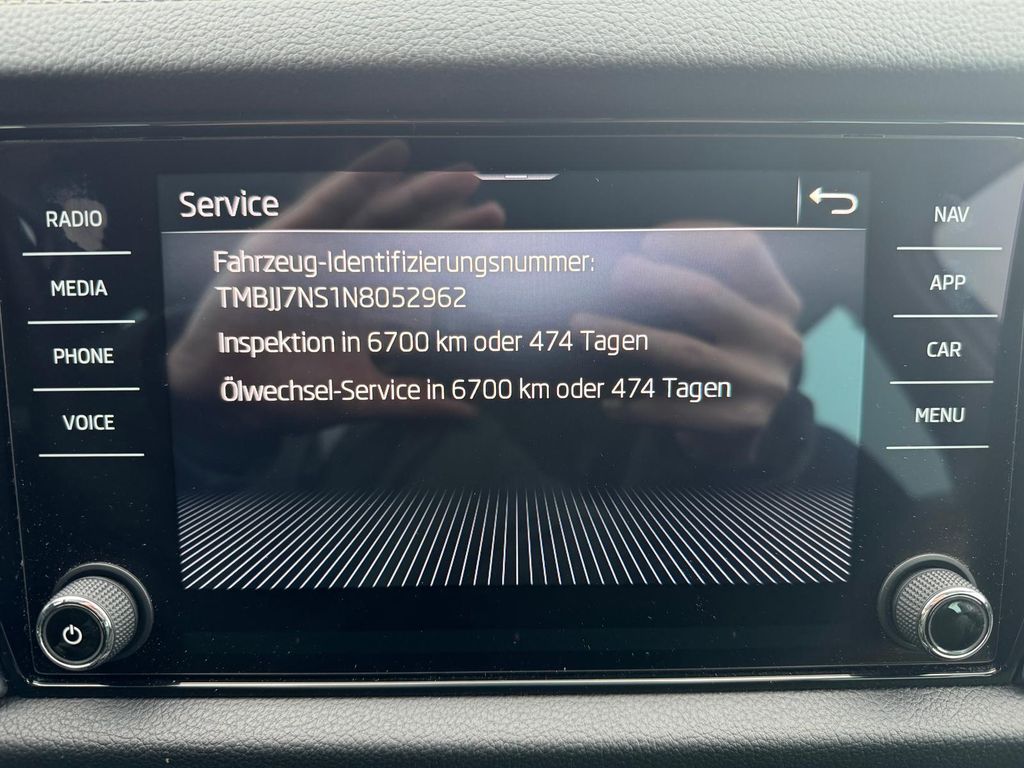 Service
Fahrzeug-Identifizierungsnummer:
TMBJJ7NS1N8052962
Inspektion in 6700 km oder 474 Tagen
Ölwechsel-Service in 6700 km oder 474 Tagen
RADIO
MEDIA
PHONE
VOICE
NAV
APP
CAR
MENU